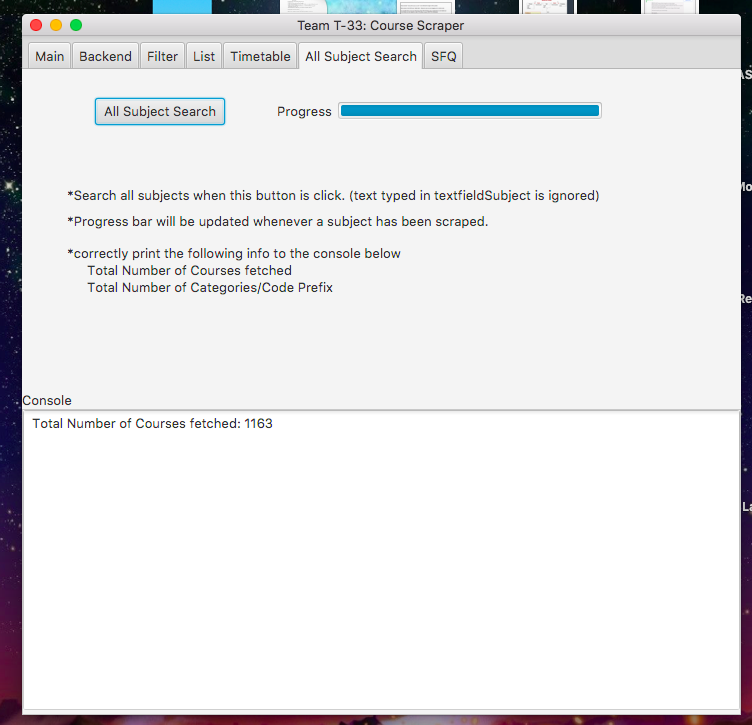 Team T-33: Course Scraper
Main Backend Filter List Timetable All Subject Search SFQ
All Subject Search Progress
*Search all subjects when this button is click. (text typed in textfieldSubject is ignored)
*Progress bar will be updated whenever a subject has been scraped.
*correctly print the following info to the console below
Total Number of Courses fetched
Total Number of Categories/Code Prefix
Console
Total Number of Courses fetched: 1163